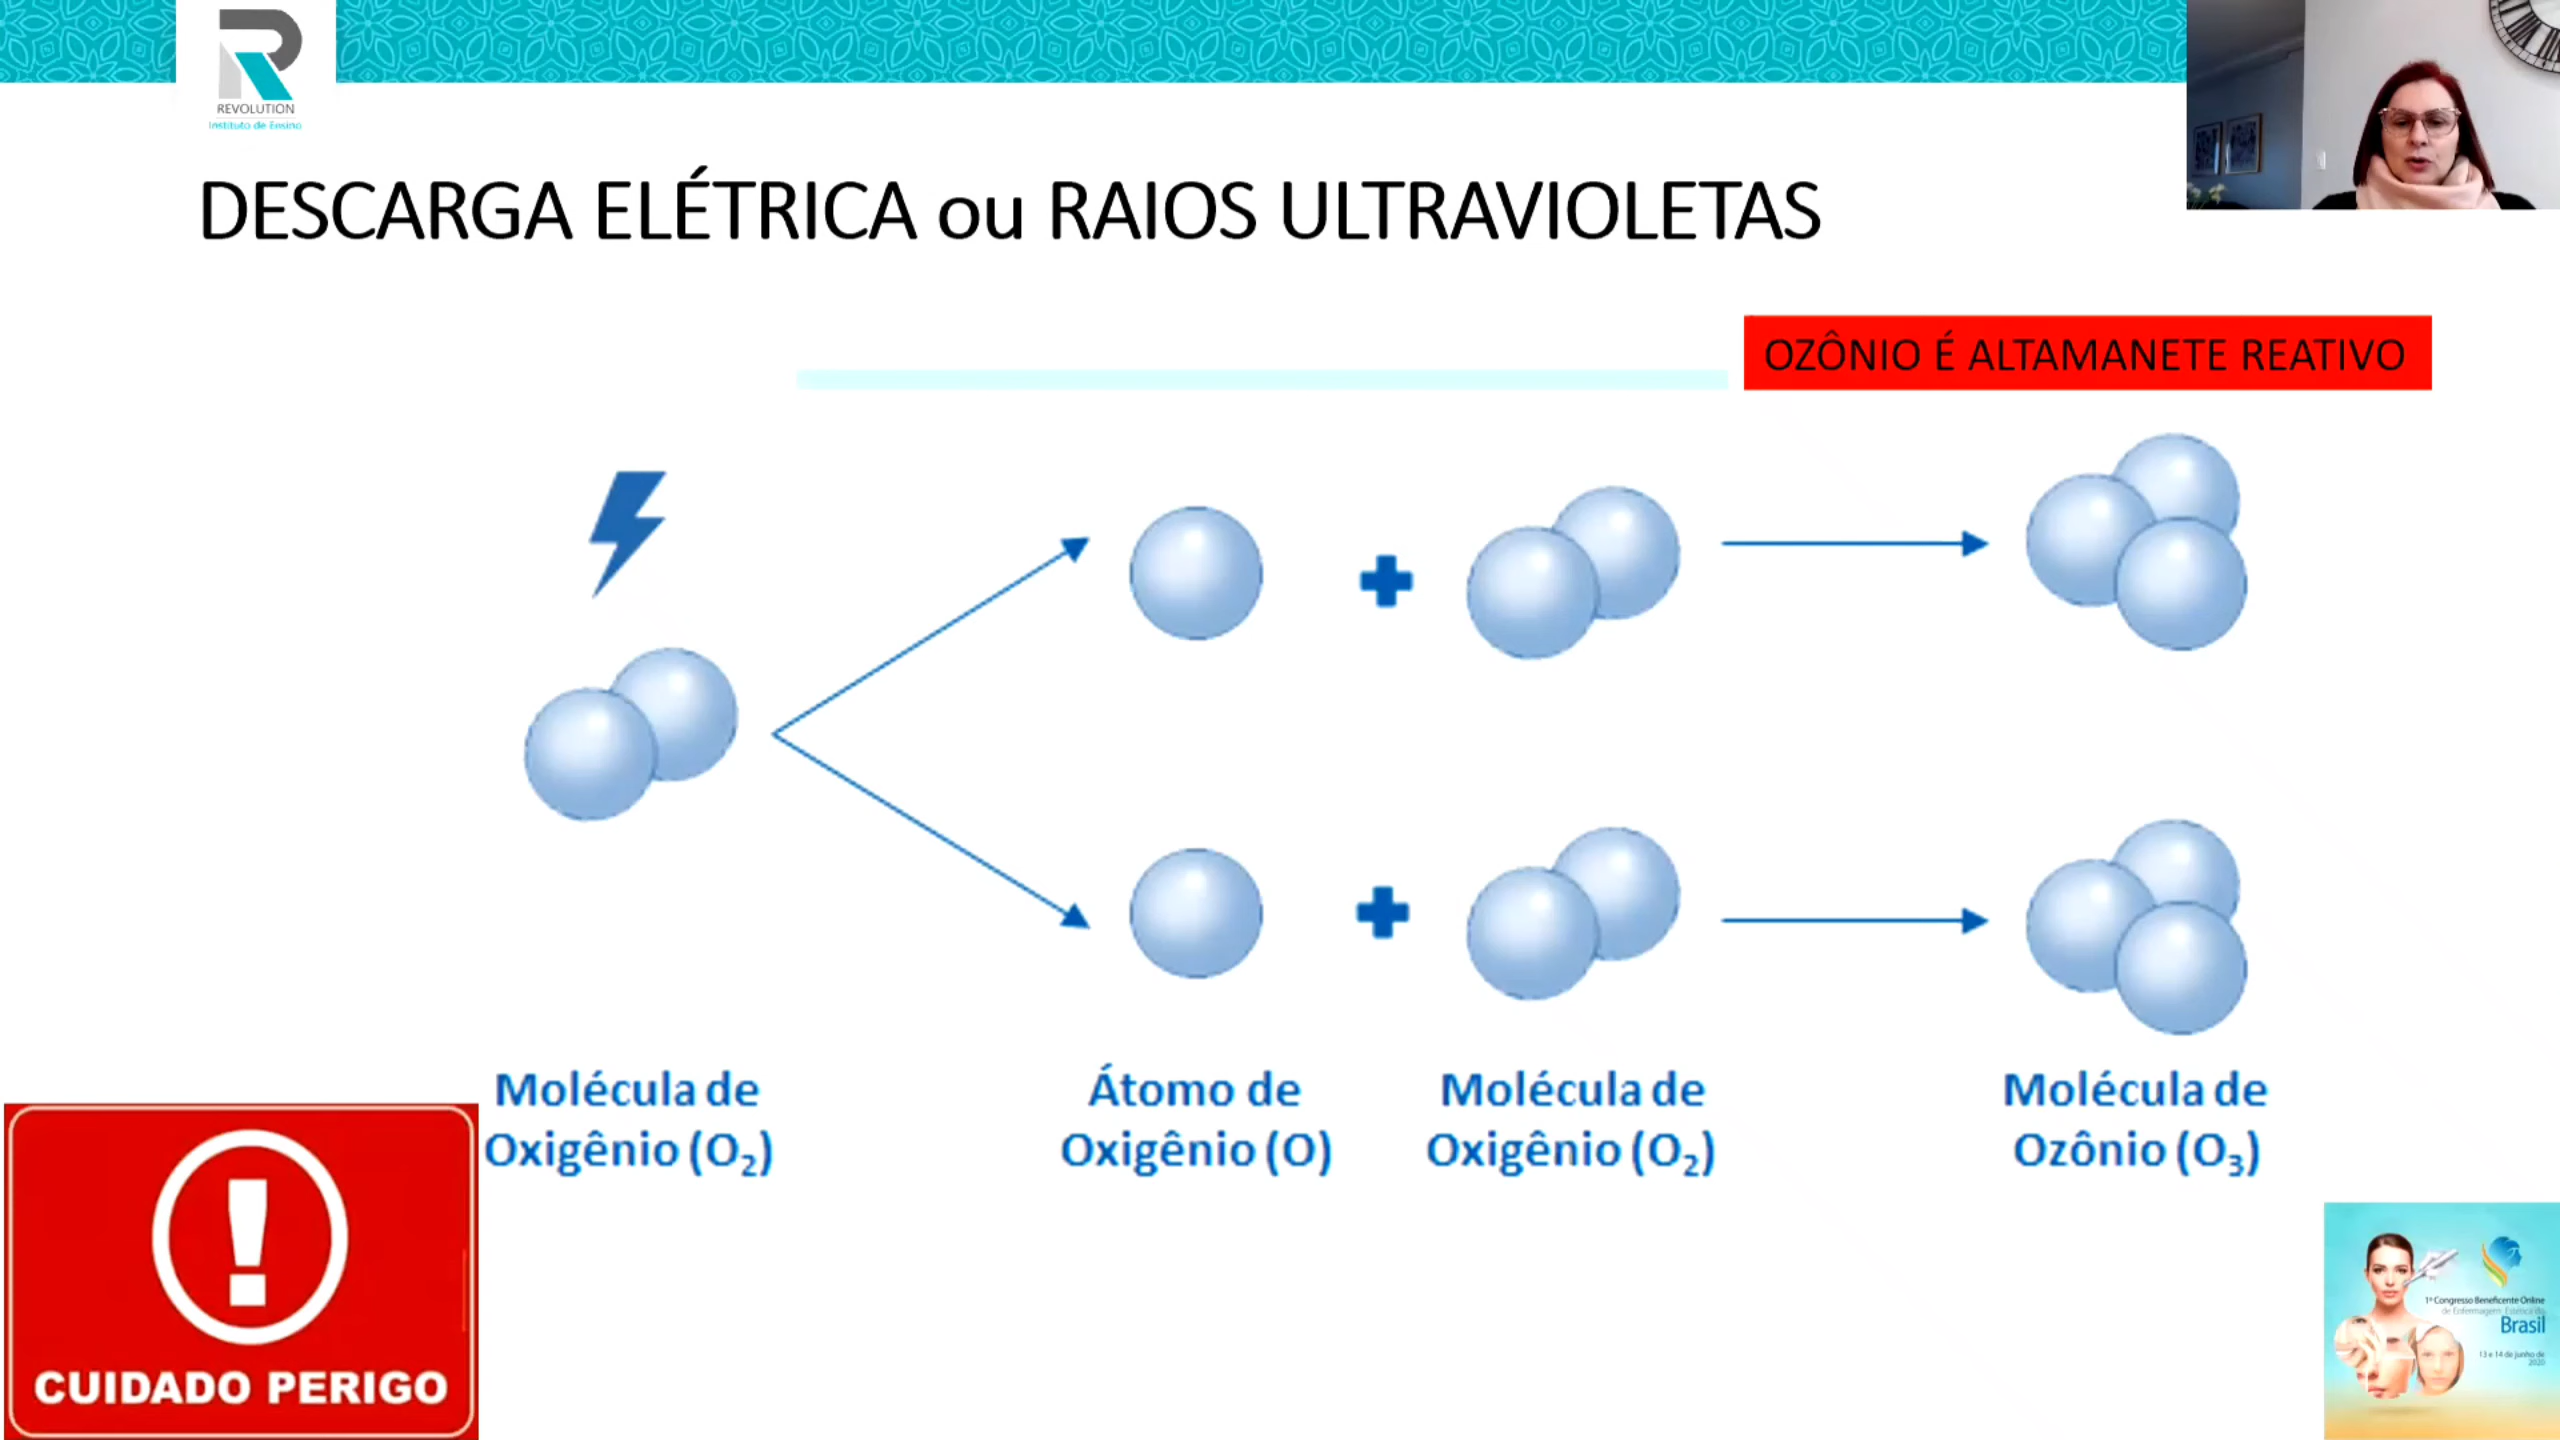 REVOLUTION
Instituto de Ensino
DESCARGA ELÉTRICA ou RAIOS ULTRAVIOLETAS
OZÔNIO É ALTAMANETE REATIVO
Molécula de
Oxigênio (O₂)
Átomo de
Oxigênio (O)
Molécula de
Oxigênio (O₂)
Molécula de
Ozônio (O₃)
CUIDADO PERIGO
1º Congresso Beneficente Online
de Enfermagem Estética do
Brasil
13 e 14 de junho de
2020